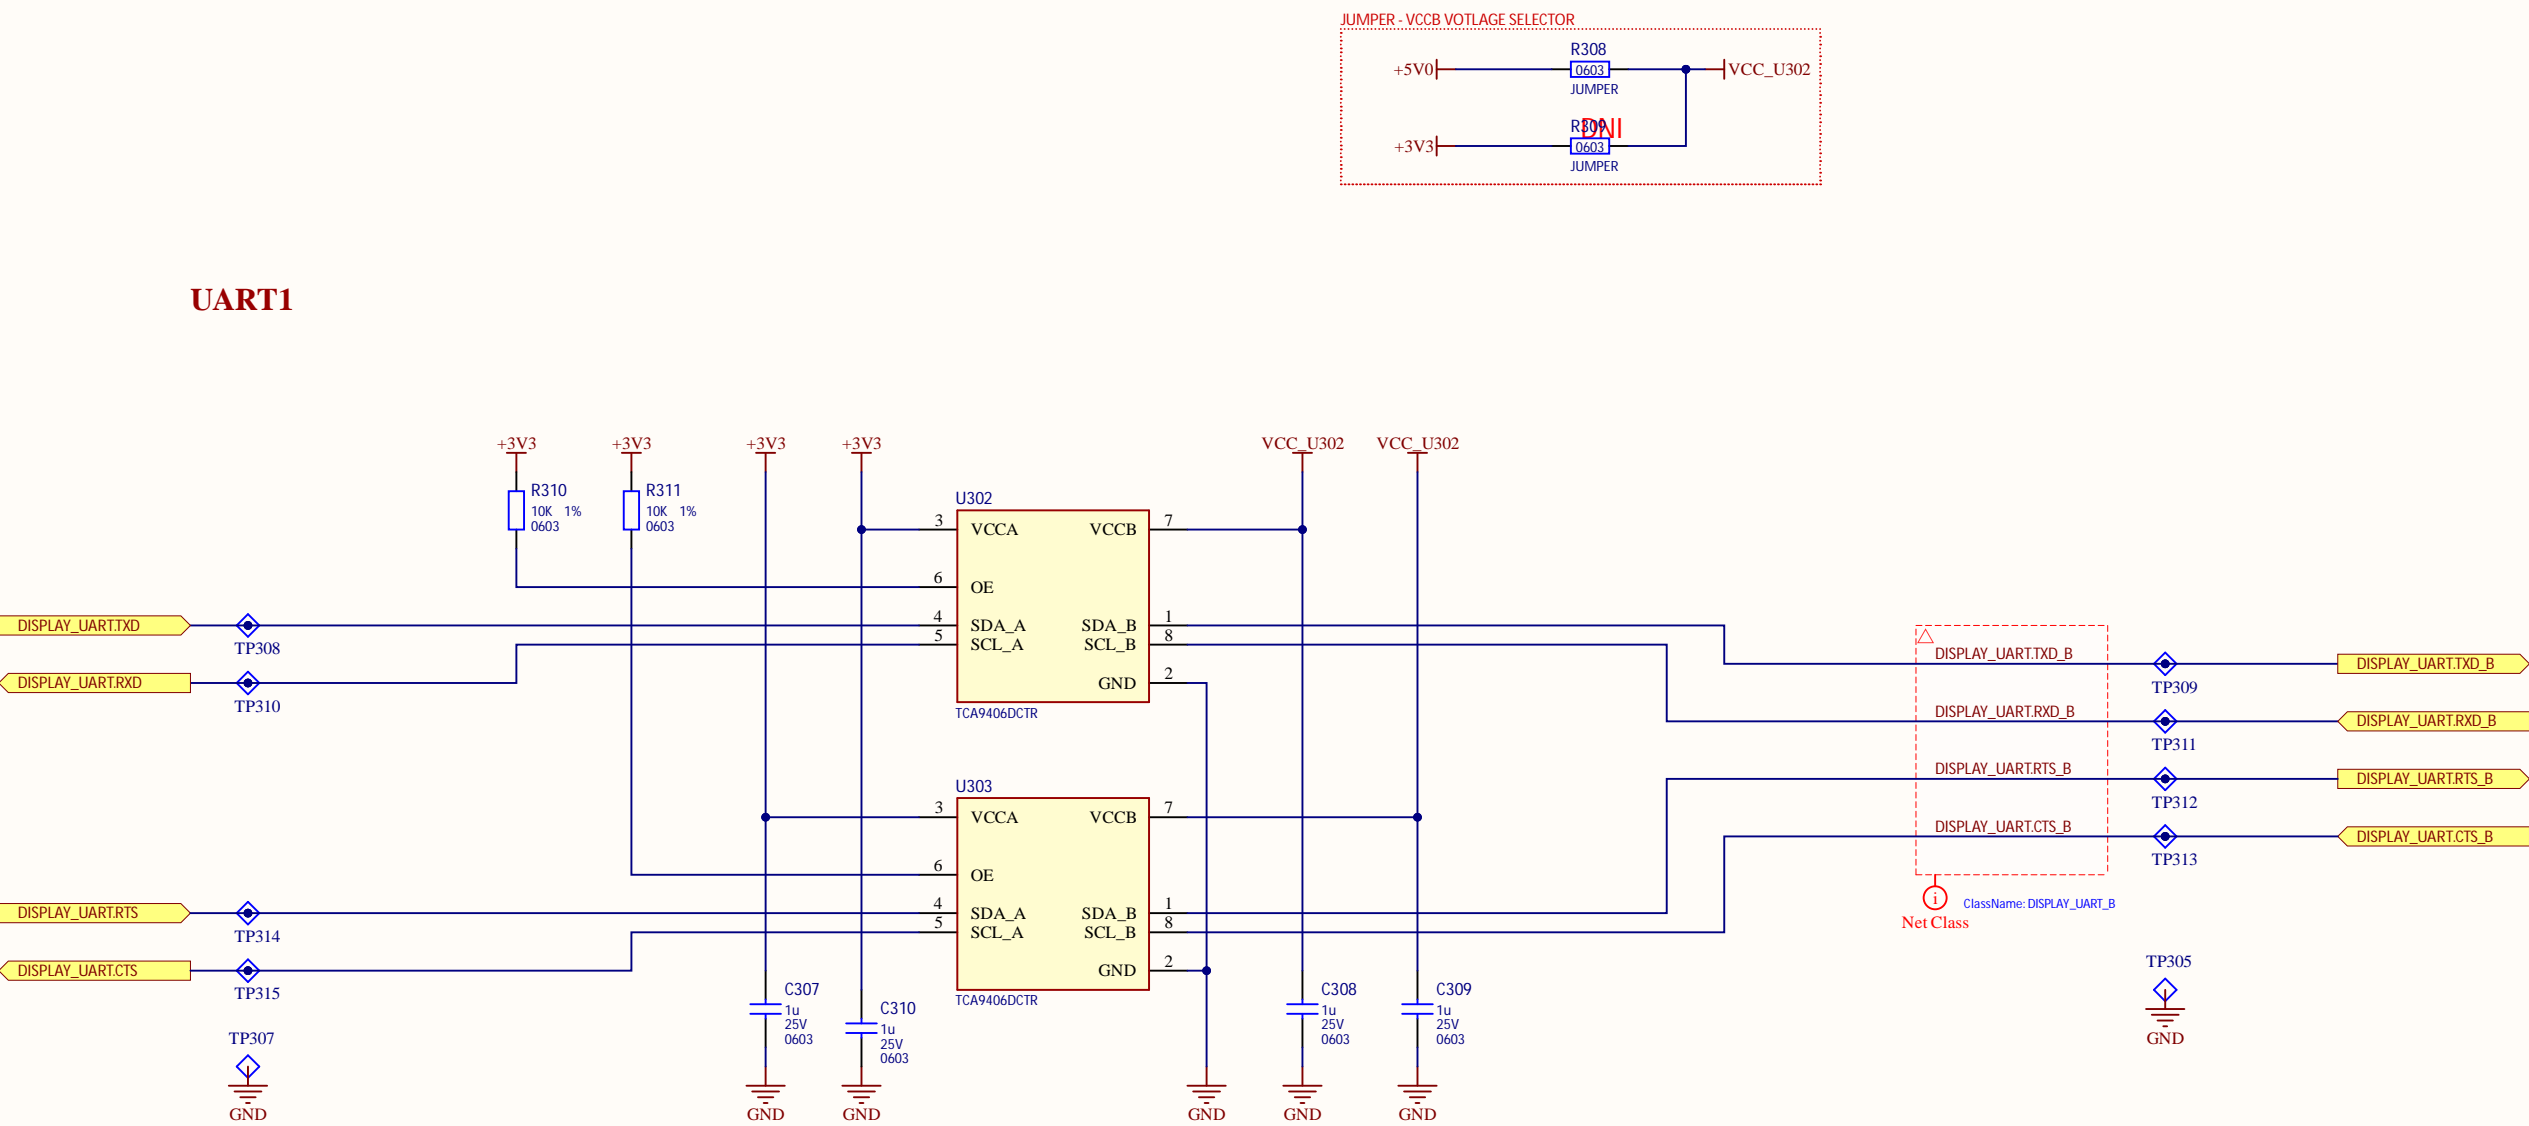 JUMPER - VCCB VOTLAGE SELECTOR
R308
+5V0 0603 VCC_U302
JUMPER
R309 DNI
+3V3 0603
JUMPER
UART1
+3V3 +3V3 +3V3 +3V3 VCC_U302 VCC_U302
R310 R311
10K 1% 10K 1%
0603 0603
U302
3 VCCA VCCB 7
6 OE
DISPLAY_UART.TXD 4 SDA_A SDA_B 1
TP308 5 SCL_A SCL_B 8
DISPLAY_UART.TXD_B DISPLAY_UART.TXD_B
DISPLAY_UART.RXD GND 2 TP309
TP310
TCA9406DCTR
DISPLAY_UART.RXD_B DISPLAY_UART.RXD_B
TP311
U303
DISPLAY_UART.RTS_B DISPLAY_UART.RTS_B
3 VCCA VCCB 7 TP312
DISPLAY_UART.CTS_B DISPLAY_UART.CTS_B
TP313
6 OE
i ClassName: DISPLAY_UART_B
Net Class
DISPLAY_UART.RTS 4 SDA_A SDA_B 1
TP314 5 SCL_A SCL_B 8
DISPLAY_UART.CTS GND 2
TP315
TCA9406DCTR
TP305
GND
C307
1u
25V
0603
C310
1u
25V
0603
C308
1u
25V
0603
C309
1u
25V
0603
TP307
GND GND GND GND GND GND